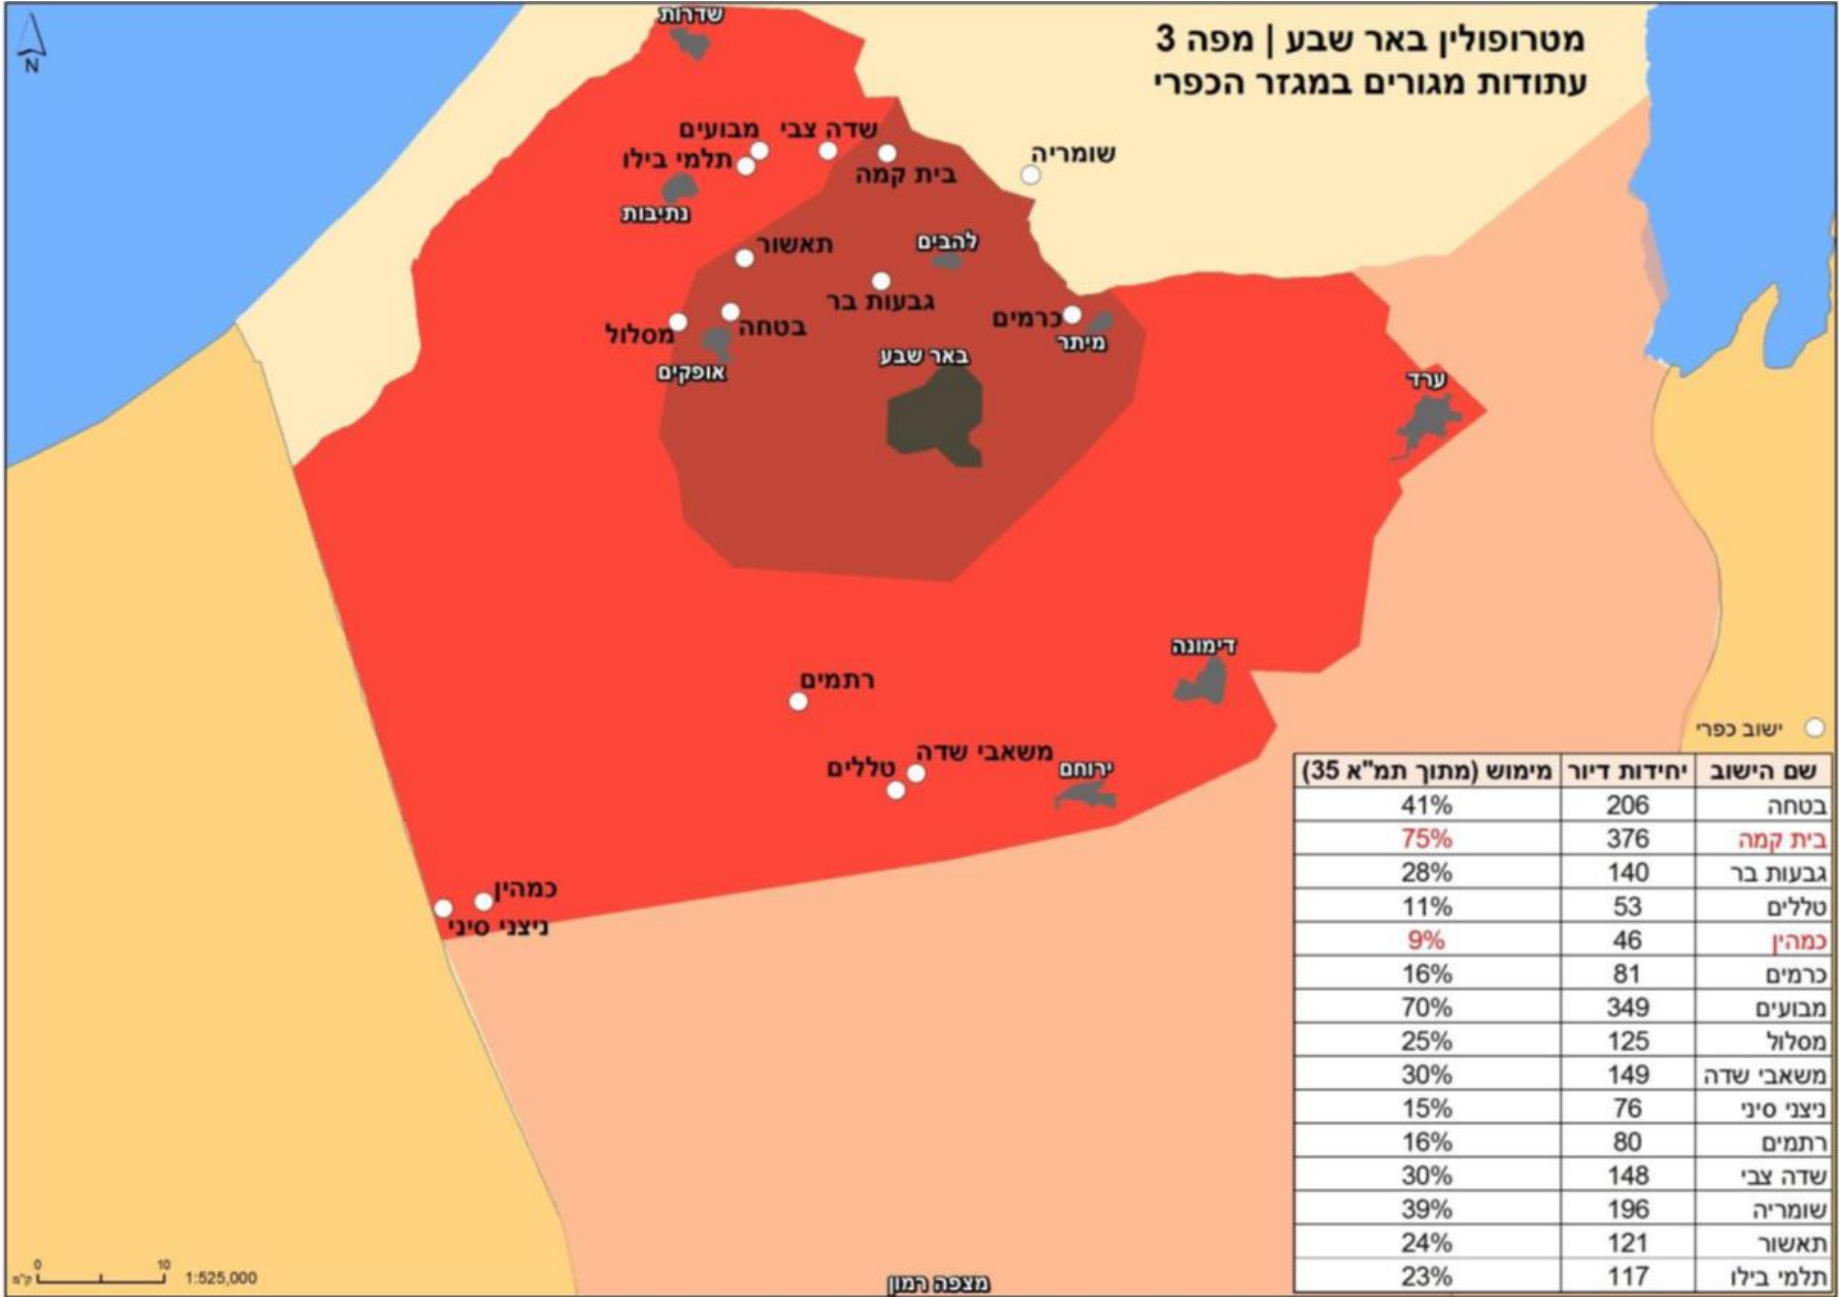 מטרופולין באר שבע | מפה 3
עתודות מגורים במגזר הכפרי
N
שדרות
מבועים
שדה צבי
תלמי בילו
בית קמה
שומריה
נתיבות
תאשור
להבים
גבעות בר
מסלול
בטחה
כרמים
מיתר
באר שבע
אופקים
ערד
דימונה
רתמים
משאבי שדה
טללים
ירוחם
כמהין
ניצני סיני
מצפה רמון
ישוב כפרי
שם הישוב יחידות דיור מימוש (מתוך תמ"א 35)
בטחה 206 41%
בית קמה 376 75%
גבעות בר 140 28%
טללים 53 11%
כמהין 46 9%
כרמים 81 16%
מבועים 349 70%
מסלול 125 25%
משאבי שדה 149 30%
ניצני סיני 76 15%
רתמים 80 16%
שדה צבי 148 30%
שומריה 196 39%
תאשור 121 24%
תלמי בילו 117 23%
0 10
ק"מ
1:525,000